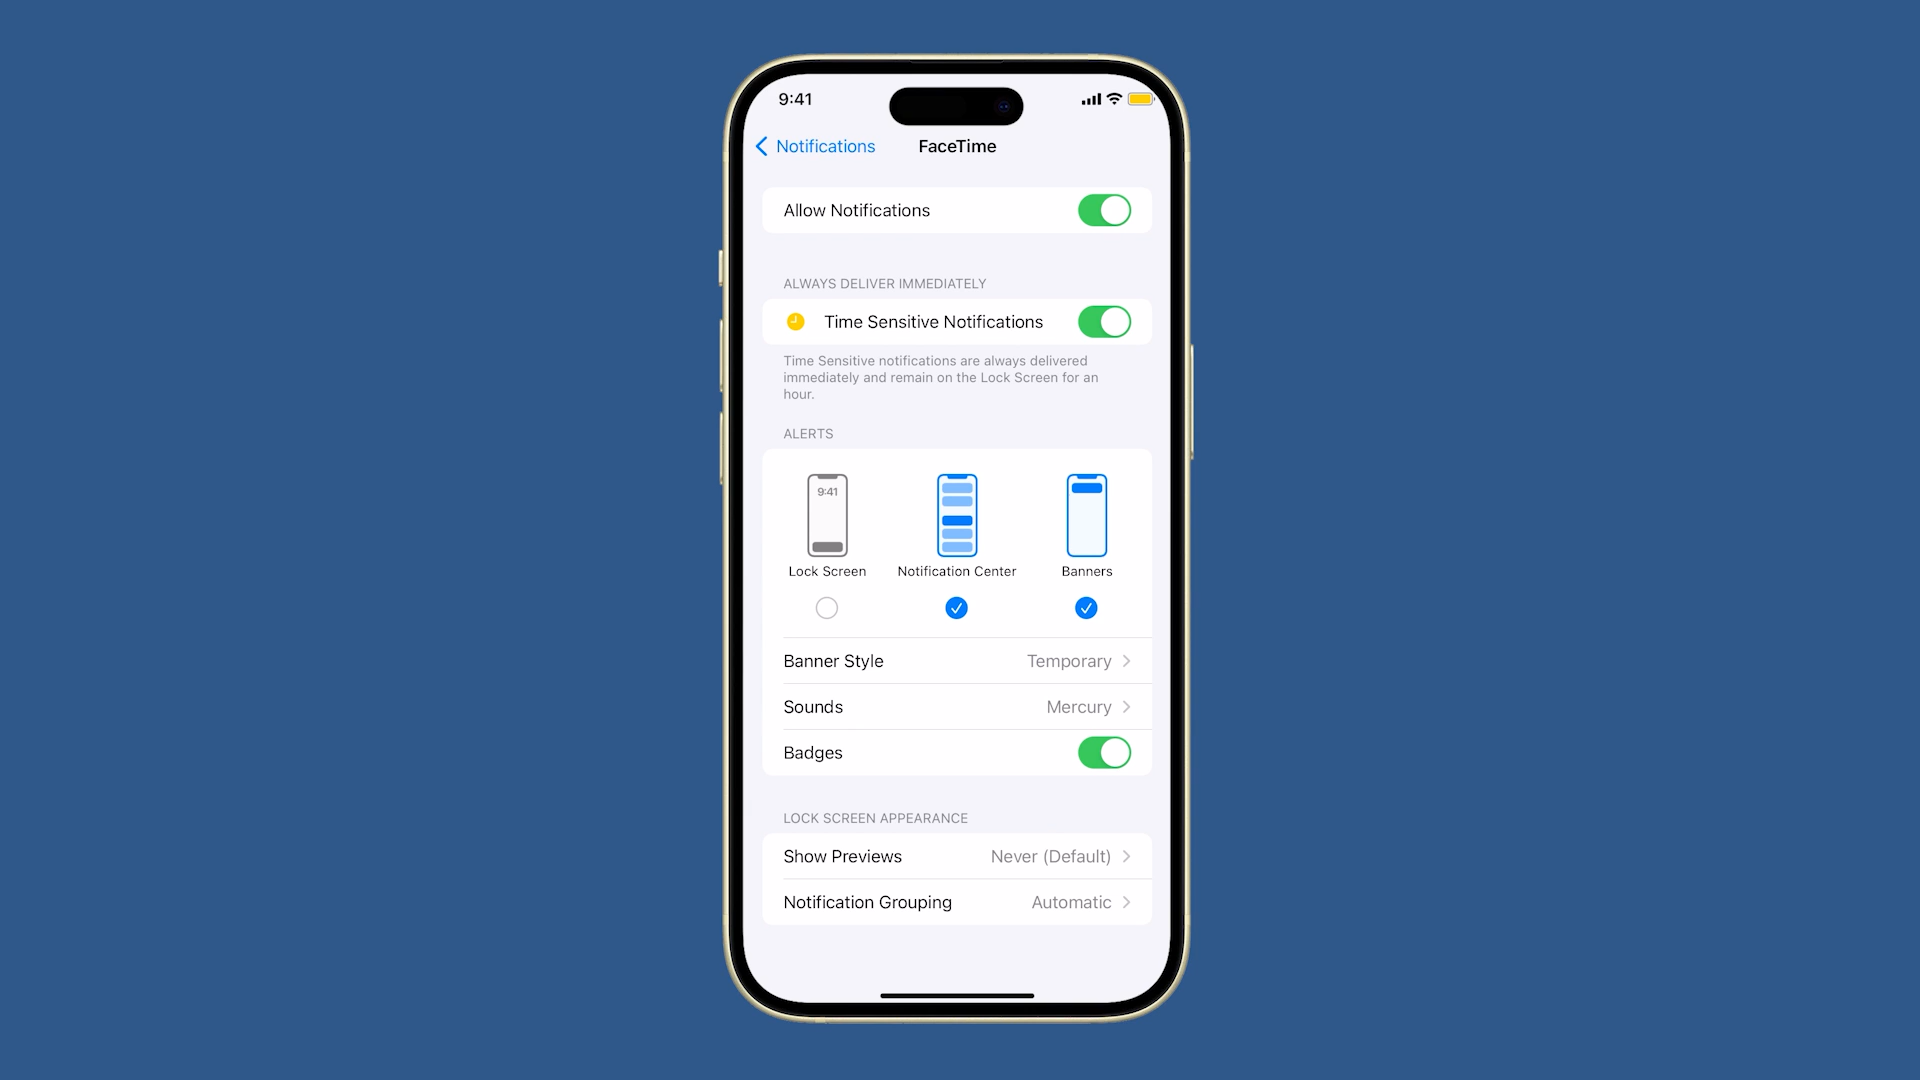 9:41
Notifications
FaceTime
Allow Notifications
ALWAYS DELIVER IMMEDIATELY
Time Sensitive Notifications
Time Sensitive notifications are always delivered
immediately and remain on the Lock Screen for an
hour.
ALERTS
9:41
Lock Screen
Notification Center
Banners
Banner Style
Temporary
Sounds
Mercury
Badges
LOCK SCREEN APPEARANCE
Show Previews
Never (Default)
Notification Grouping
Automatic